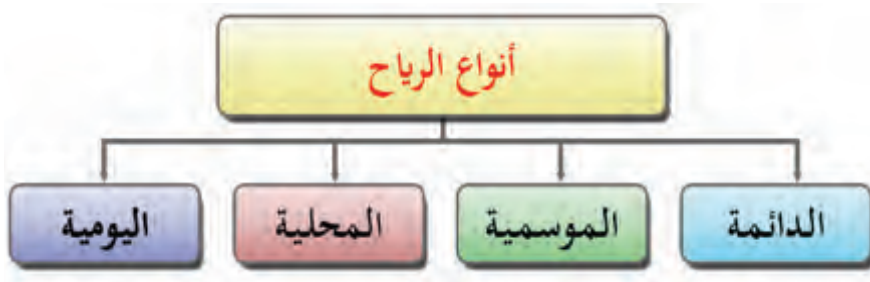 أنواع الرياح
الدائمة
الموسمية
المحلية
اليومية